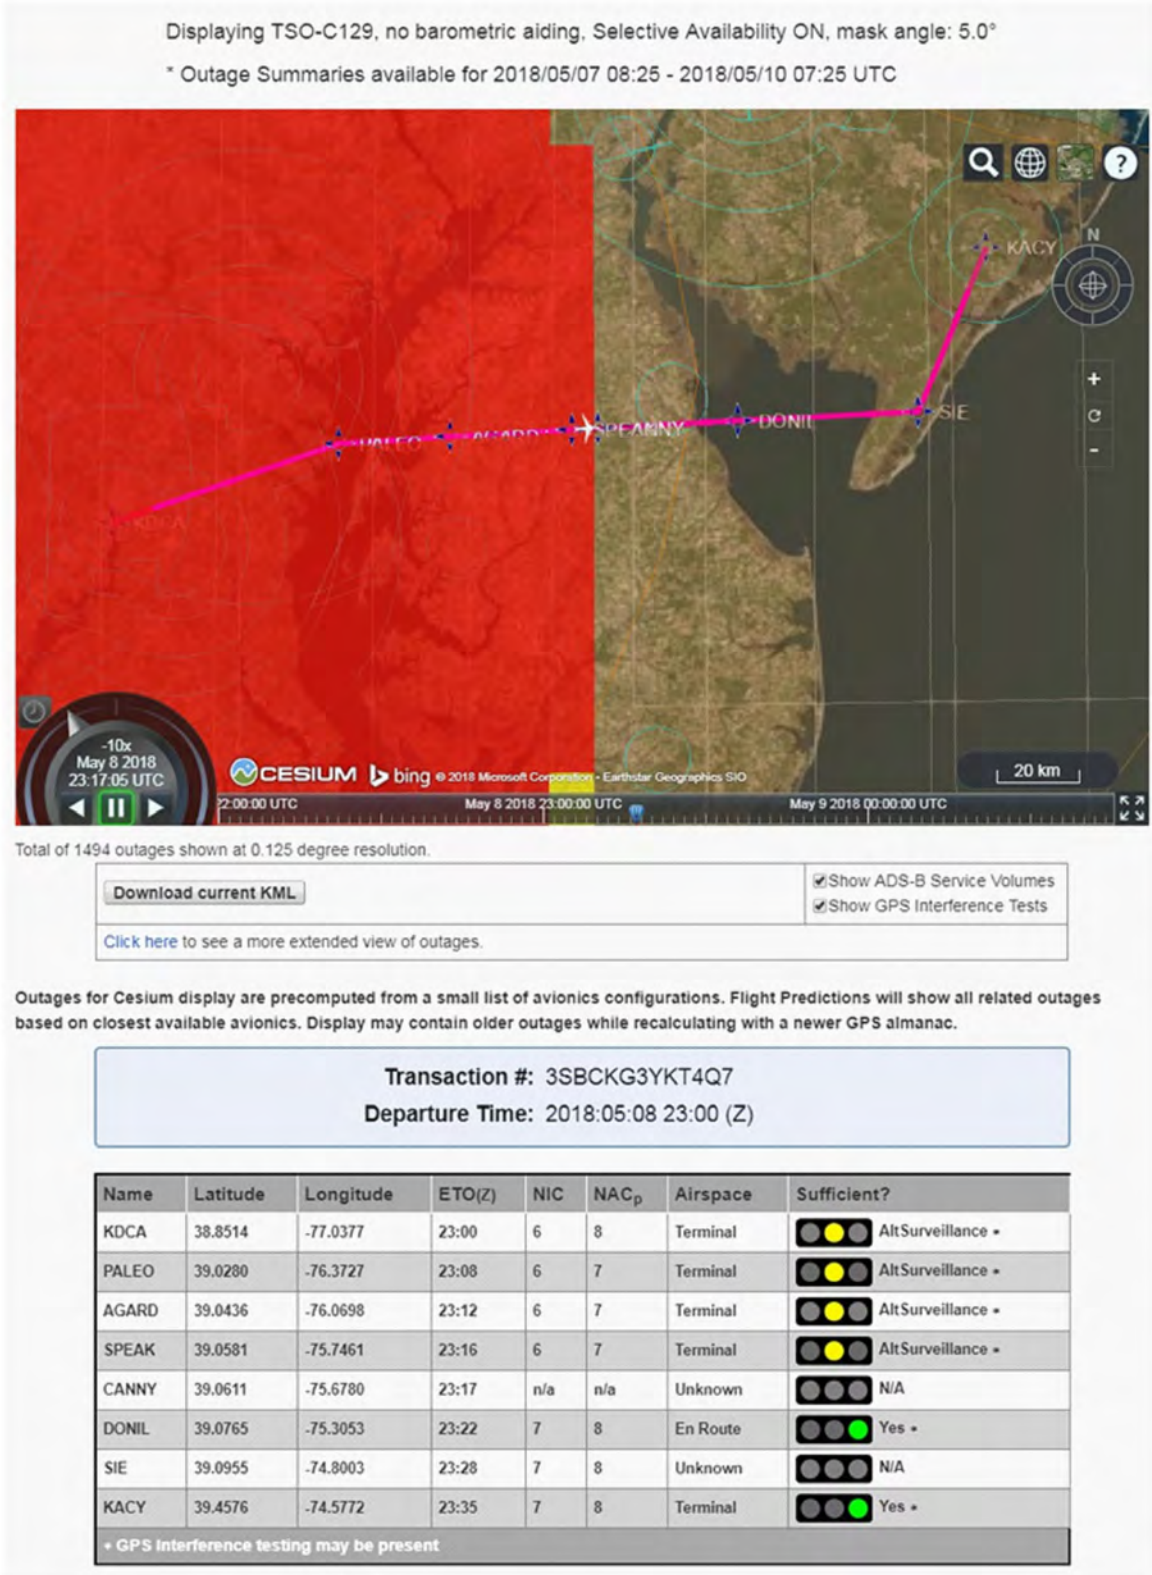 Displaying TSO-C129, no barometric aiding, Selective Availability ON, mask angle: 5.0°
* Outage Summaries available for 2018/05/07 08:25 - 2018/05/10 07:25 UTC
?
KACY
N
+
SIE
DONIL
PALEO
-
KDCA
-10x
May 8 2018
23:17:05 UTC
CESIUM bing © 2018 Microsoft Corporation - Earthstar Geographics SIO
20 km
22:00:00 UTC May 8 2018 23:00:00 UTC May 9 2018 00:00:00 UTC
Total of 1494 outages shown at 0.125 degree resolution.
Download current KML
Show ADS-B Service Volumes
Show GPS Interference Tests
Click here to see a more extended view of outages.
Outages for Cesium display are precomputed from a small list of avionics configurations. Flight Predictions will show all related outages
based on closest available avionics. Display may contain older outages while recalculating with a newer GPS almanac.
Transaction #: 3SBCKG3YKT4Q7
Departure Time: 2018:05:08 23:00 (Z)
Name Latitude Longitude ETO(Z) NIC NACp Airspace Sufficient?
KDCA 38.8514 -77.0377 23:00 6 8 Terminal AltSurveillance *
PALEO 39.0280 -76.3727 23:08 6 7 Terminal AltSurveillance *
AGARD 39.0436 -76.0698 23:12 6 7 Terminal AltSurveillance *
SPEAK 39.0581 -75.7461 23:16 6 7 Terminal AltSurveillance *
CANNY 39.0611 -75.6780 23:17 n/a n/a Unknown N/A
DONIL 39.0765 -75.3053 23:22 7 8 En Route Yes *
SIE 39.0955 -74.8003 23:28 7 8 Unknown N/A
KACY 39.4576 -74.5772 23:35 7 8 Terminal Yes *
* GPS Interference testing may be present